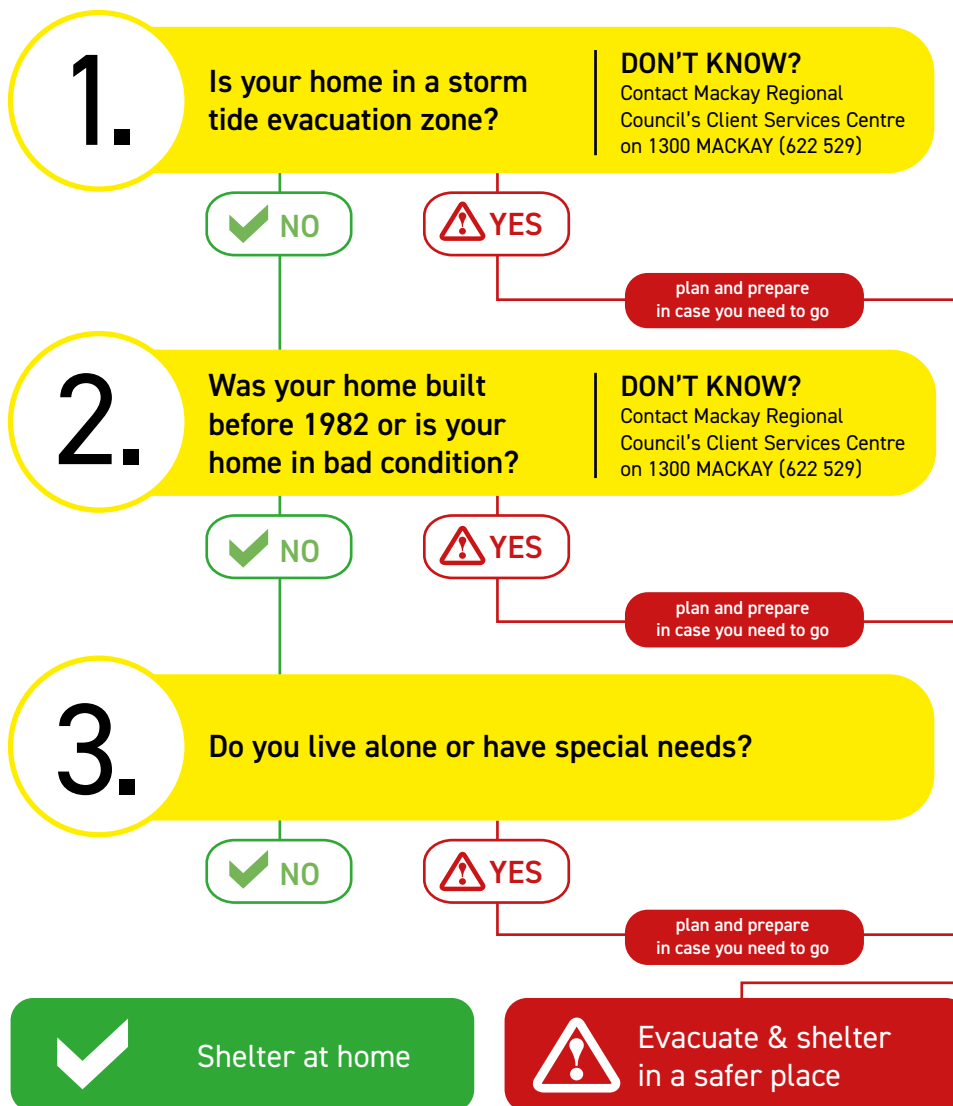 1.
Is your home in a storm
tide evacuation zone?
DON'T KNOW?
Contact Mackay Regional
Council's Client Services Centre
on 1300 MACKAY (622 529)
NO
YES
plan and prepare
in case you need to go
2.
Was your home built
before 1982 or is your
home in bad condition?
DON'T KNOW?
Contact Mackay Regional
Council's Client Services Centre
on 1300 MACKAY (622 529)
NO
YES
plan and prepare
in case you need to go
3.
Do you live alone or have special needs?
NO
YES
plan and prepare
in case you need to go
Shelter at home
Evacuate & shelter
in a safer place